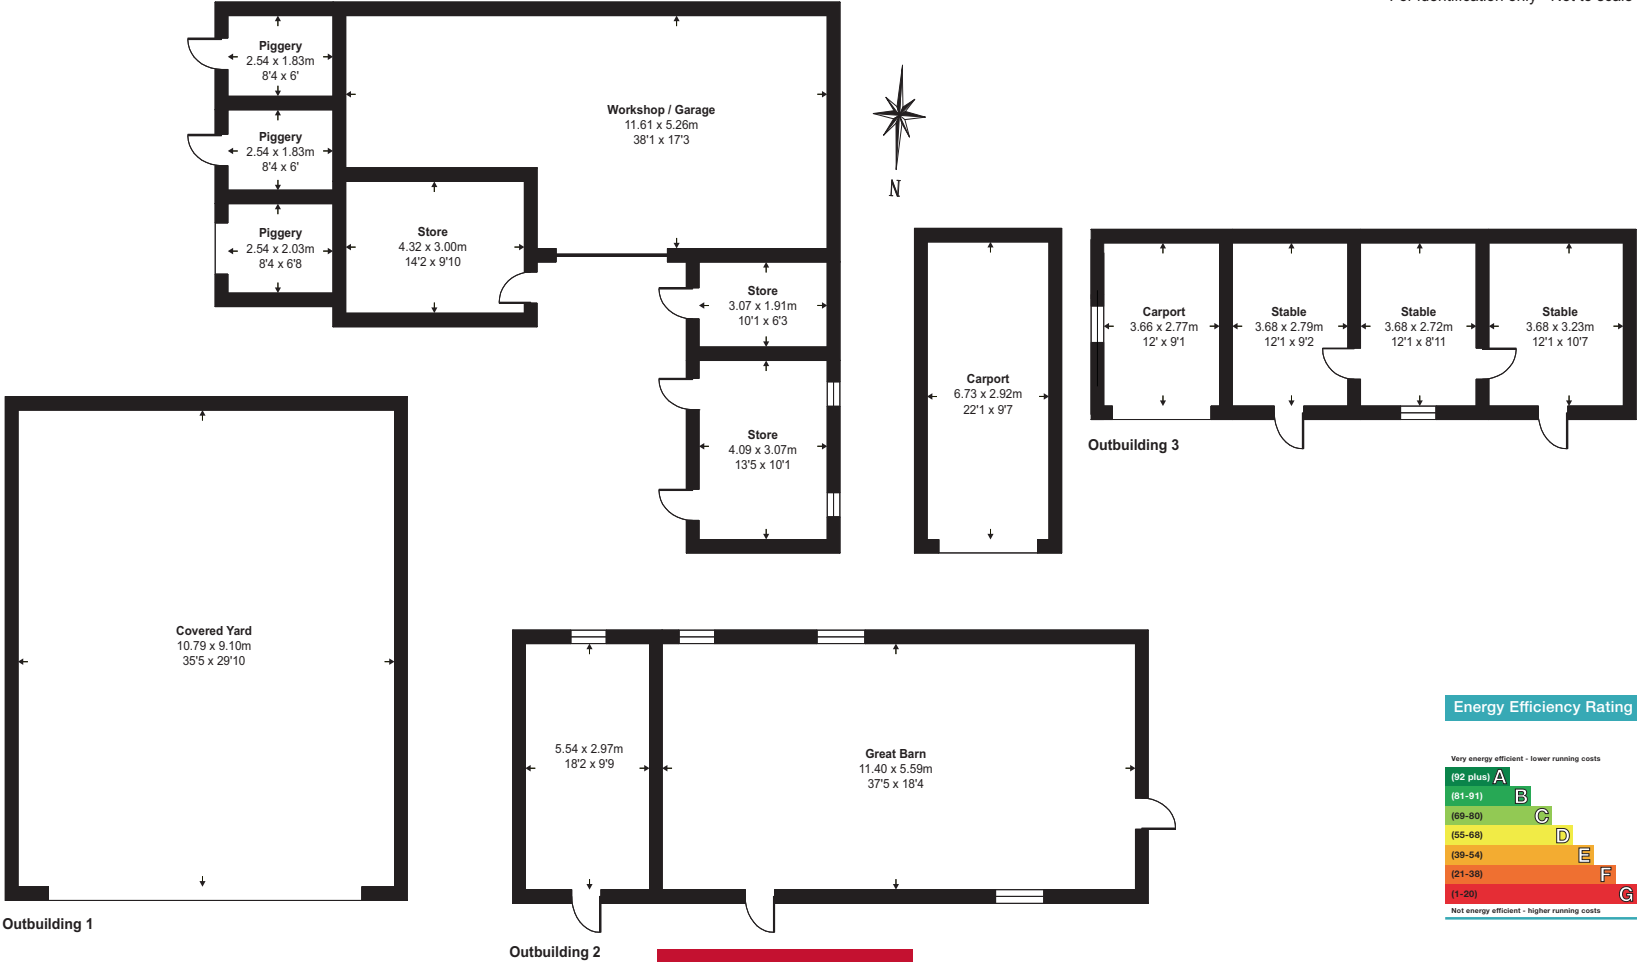 For identification only - Not to scale
Piggery
2.54 x 1.83m
8'4 x 6'
Workshop / Garage
11.61 x 5.26m
38'1 x 17'3
Piggery
2.54 x 1.83m
8'4 x 6'
N
Piggery
2.54 x 2.03m
8'4 x 6'8
Store
4.32 x 3.00m
14'2 x 9'10
Store
3.07 x 1.91m
10'1 x 6'3
Carport
3.66 x 2.77m
12' x 9'1
Stable
3.68 x 2.79m
12'1 x 9'2
Stable
3.68 x 2.72m
12'1 x 8'11
Stable
3.68 x 3.23m
12'1 x 10'7
Carport
6.73 x 2.92m
22'1 x 9'7
Store
4.09 x 3.07m
13'5 x 10'1
Outbuilding 3
Covered Yard
10.79 x 9.10m
35'5 x 29'10
5.54 x 2.97m
18'2 x 9'9
Great Barn
11.40 x 5.59m
37'5 x 18'4
Outbuilding 1
Outbuilding 2
Energy Efficiency Rating
Very energy efficient - lower running costs
(92 plus) A
(81-91) B
(69-80) C
(55-68) D
(39-54) E
(21-38) F
(1-20) G
Not energy efficient - higher running costs